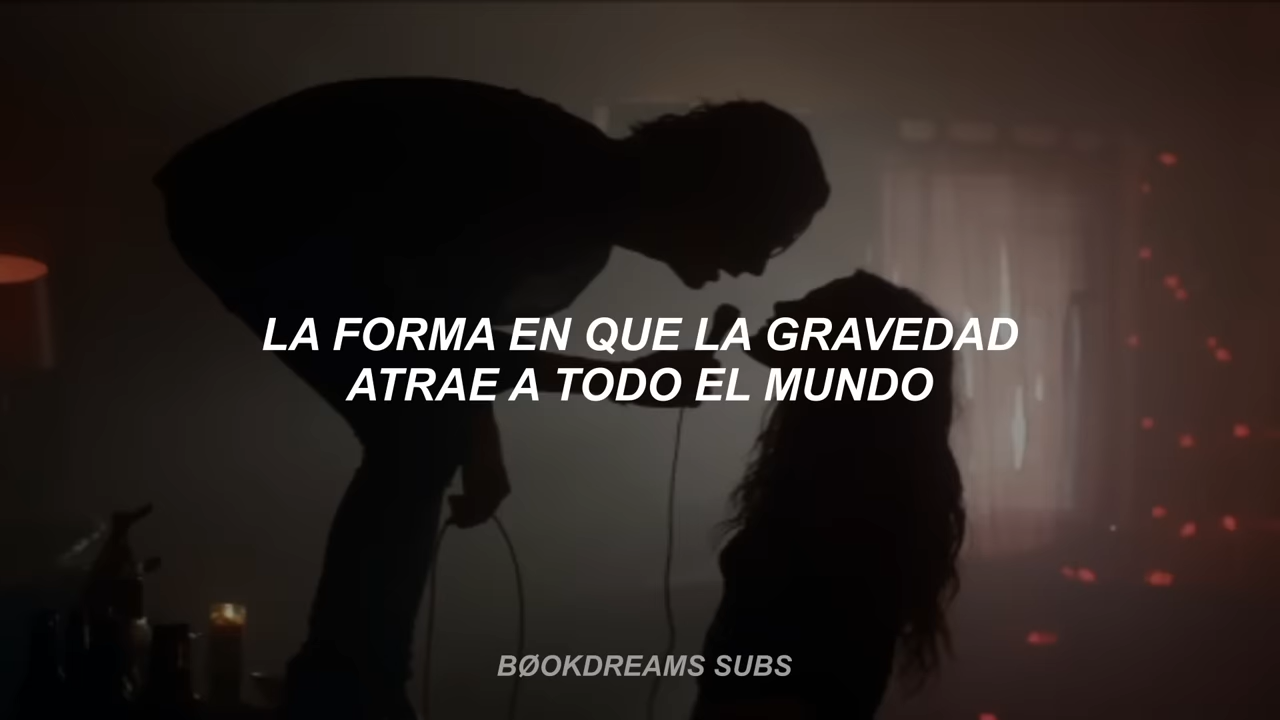 LA FORMA EN QUE LA GRAVEDAD
ATRAE A TODO EL MUNDO
BØOKDREAMS SUBS